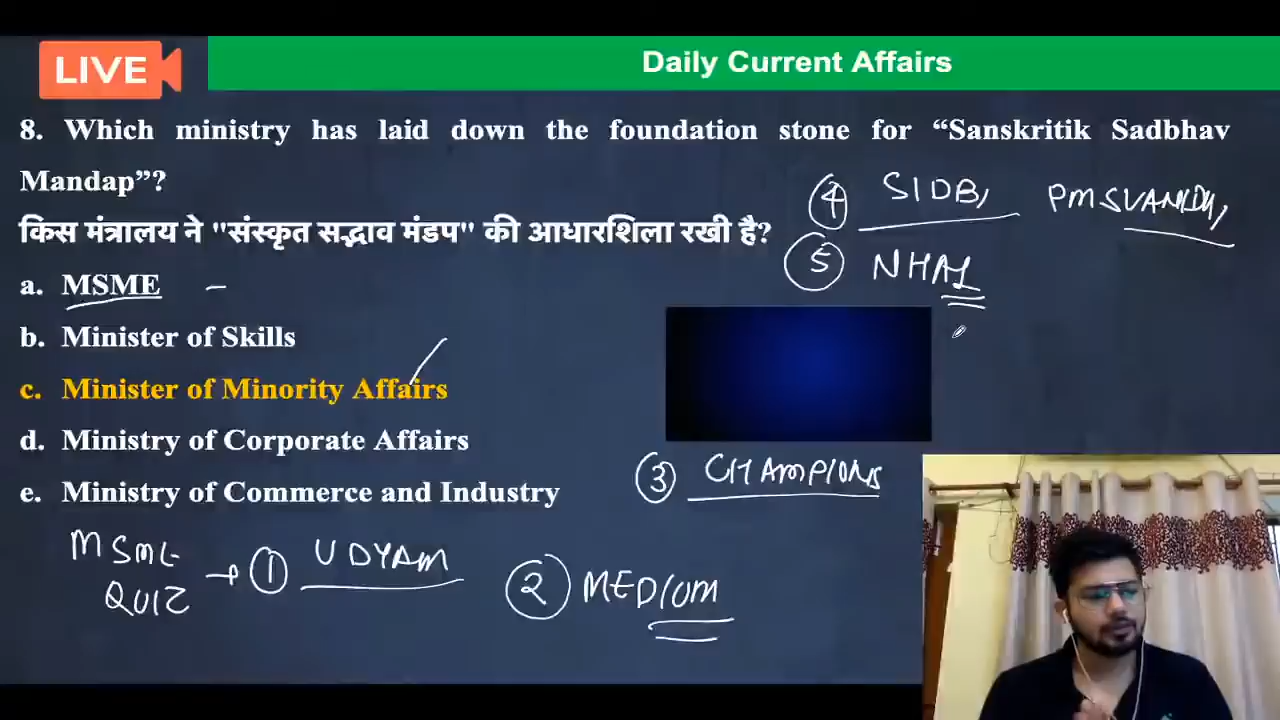 LIVE
Daily Current Affairs
8. Which ministry has laid down the foundation stone for “Sanskritik Sadbhav
Mandap”?
किस मंत्रालय ने "संस्कृत सद्भाव मंडप" की आधारशिला रखी है?
④ SIDB,
⑤ NHAI
a. MSME
b. Minister of Skills
c. Minister of Minority Affairs
d. Ministry of Corporate Affairs
③ CHAMPIONS
e. Ministry of Commerce and Industry
MSME
QUIZ → ① UDYAM
② MEDIUM